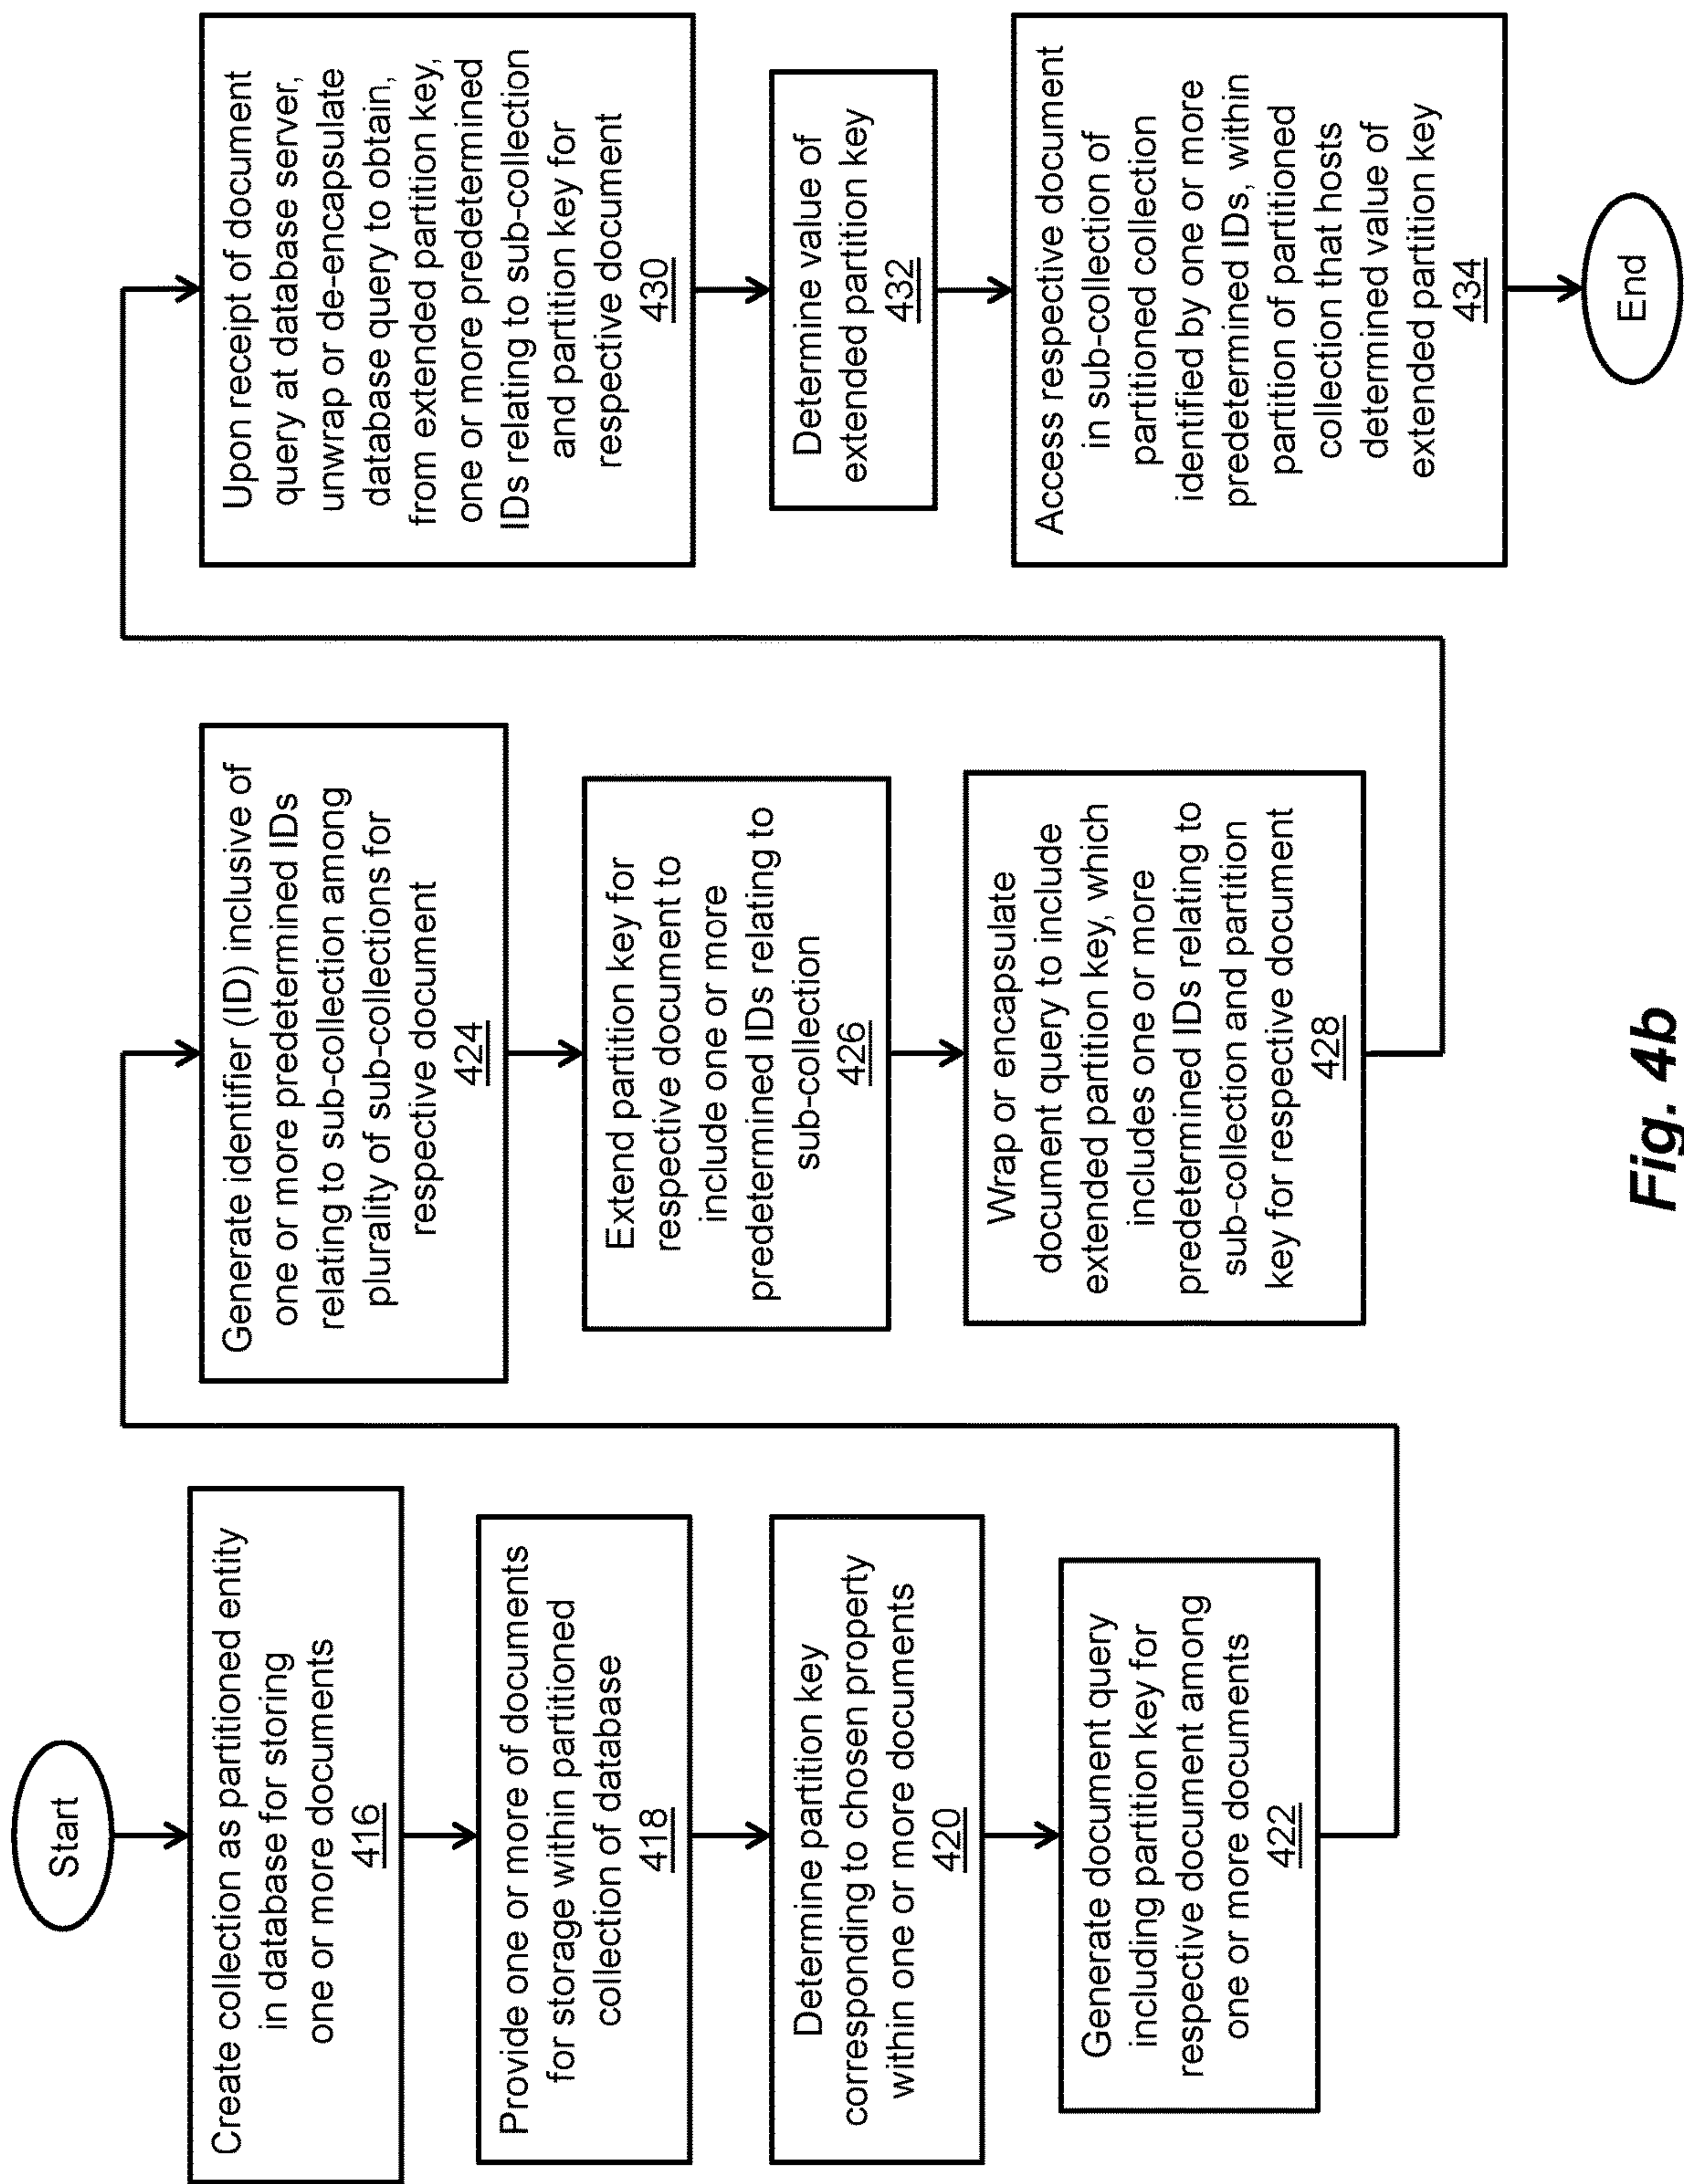 Start
Create collection as partitioned entity
in database for storing
one or more documents
416
Provide one or more of documents
for storage within partitioned
collection of database
418
Determine partition key
corresponding to chosen property
within one or more documents
420
Generate document query
including partition key for
respective document among
one or more documents
422
Generate identifier (ID) inclusive of
one or more predetermined IDs
relating to sub-collection among
plurality of sub-collections for
respective document
424
Extend partition key for
respective document to
include one or more
predetermined IDs relating to
sub-collection
426
Wrap or encapsulate
document query to include
extended partition key, which
includes one or more
predetermined IDs relating to
sub-collection and partition
key for respective document
428
Upon receipt of document
query at database server,
unwrap or de-encapsulate
database query to obtain,
from extended partition key,
one or more predetermined
IDs relating to sub-collection
and partition key for
respective document
430
Determine value of
extended partition key
432
Access respective document
in sub-collection of
partitioned collection
identified by one or more
predetermined IDs, within
partition of partitioned
collection that hosts
determined value of
extended partition key
434
End
Fig. 4b